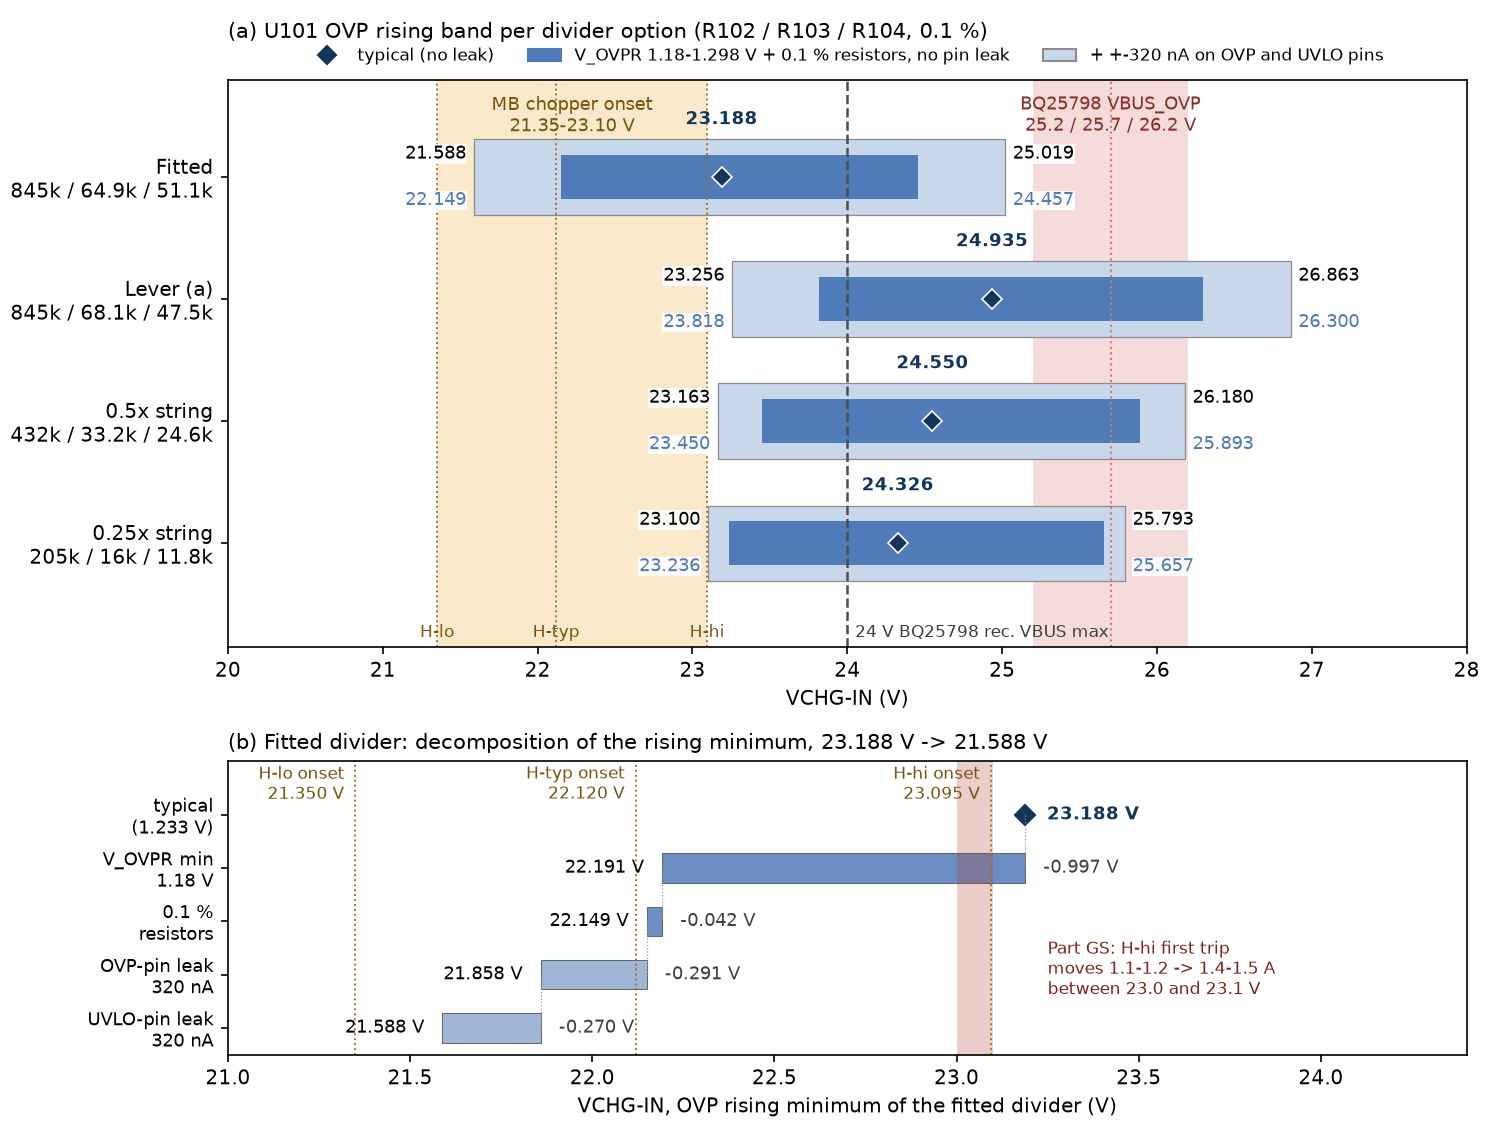 (a) U101 OVP rising band per divider option (R102 / R103 / R104, 0.1 %)
typical (no leak)
V_OVPR 1.18-1.298 V + 0.1 % resistors, no pin leak
+ +-320 nA on OVP and UVLO pins
MB chopper onset
21.35-23.10 V
BQ25798 VBUS_OVP
25.2 / 25.7 / 26.2 V
23.188
Fitted
845k / 64.9k / 51.1k
21.588
22.149
25.019
24.457
24.935
Lever (a)
845k / 68.1k / 47.5k
23.256
23.818
26.863
26.300
24.550
0.5x string
432k / 33.2k / 24.6k
23.163
23.450
26.180
25.893
24.326
0.25x string
205k / 16k / 11.8k
23.100
23.236
25.793
25.657
H-lo
H-typ
H-hi
24 V BQ25798 rec. VBUS max
20
21
22
23
24
25
26
27
28
VCHG-IN (V)
(b) Fitted divider: decomposition of the rising minimum, 23.188 V -> 21.588 V
H-lo onset
21.350 V
H-typ onset
22.120 V
H-hi onset
23.095 V
typical
(1.233 V)
23.188 V
V_OVPR min
1.18 V
22.191 V
-0.997 V
0.1 %
resistors
22.149 V
-0.042 V
OVP-pin leak
320 nA
21.858 V
-0.291 V
UVLO-pin leak
320 nA
21.588 V
-0.270 V
Part GS: H-hi first trip
moves 1.1-1.2 -> 1.4-1.5 A
between 23.0 and 23.1 V
21.0
21.5
22.0
22.5
23.0
23.5
24.0
VCHG-IN, OVP rising minimum of the fitted divider (V)